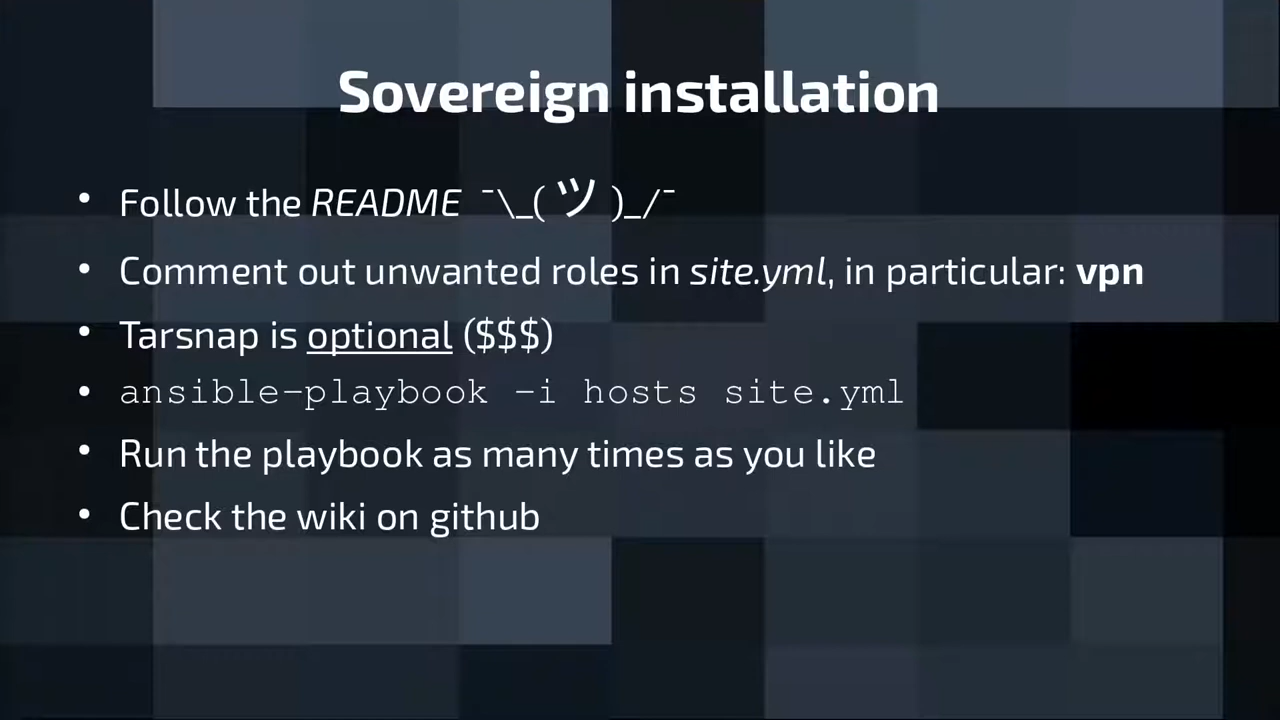 Sovereign installation
• Follow the README ¯\_( ツ )_/¯
• Comment out unwanted roles in site.yml, in particular: vpn
• Tarsnap is optional ($$$)
• ansible-playbook -i hosts site.yml
• Run the playbook as many times as you like
• Check the wiki on github